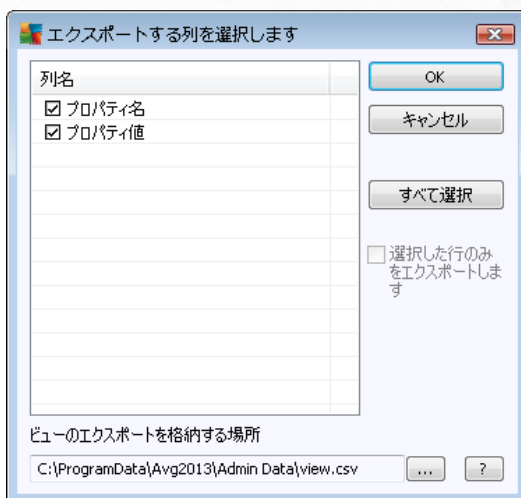 エクスポートする列を選択します
列名
プロパティ名
プロパティ値
OK
キャンセル
すべて選択
選択した行のみ
をエクスポートしま
す
ビューのエクスポートを格納する場所
C:\ProgramData\Avg2013\Admin Data\view.csv
...
?